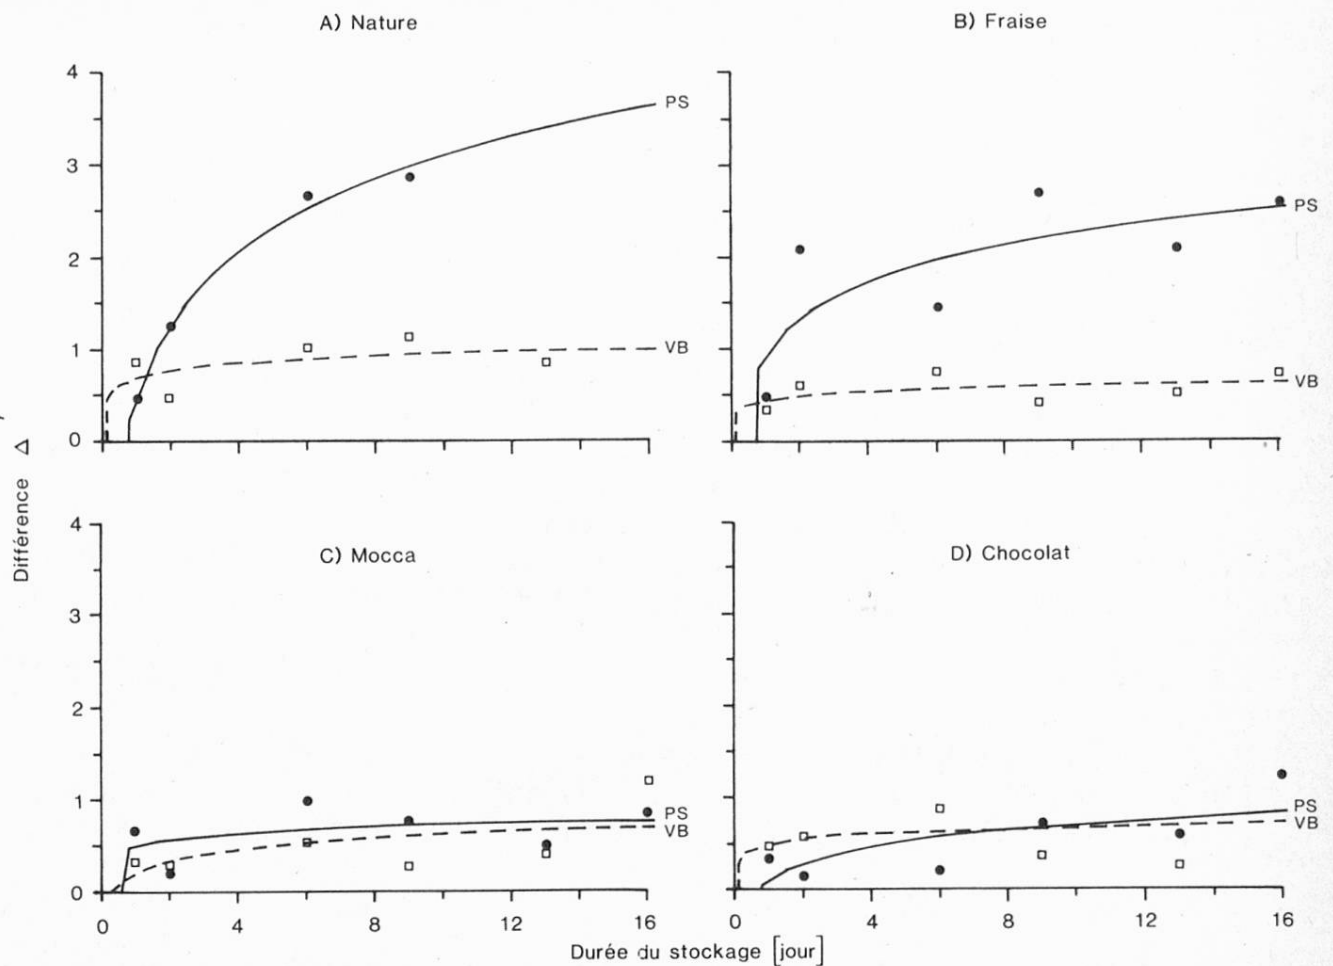 A) Nature
B) Fraise
4
3
2
1
0
PS
VB
PS
VB
Différence Δ
C) Mocca
D) Chocolat
4
3
2
1
0
PS
VB
PS
VB
0 4 8 12 16
0 4 8 12 16
Durée du stockage [jour]